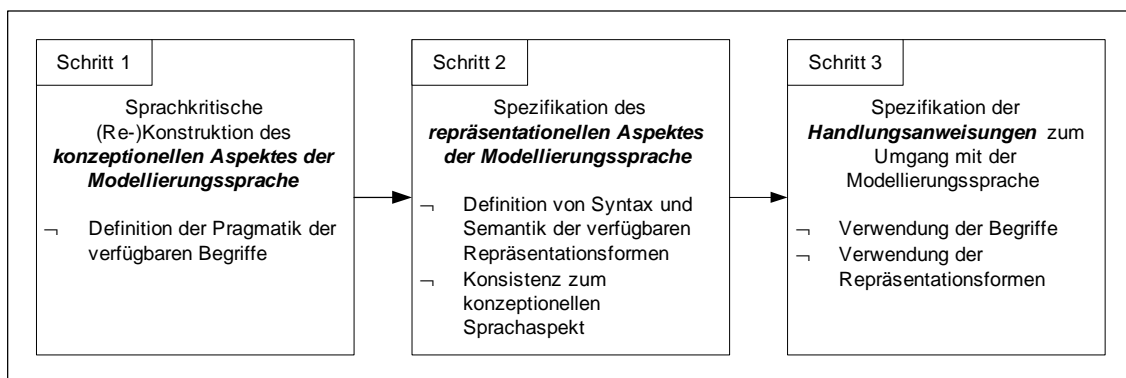 Schritt 1
Sprachkritische
(Re-)Konstruktion des
konzeptionellen Aspektes der
Modellierungssprache
¬ Definition der Pragmatik der
verfügbaren Begriffe
Schritt 2
Spezifikation des
repräsentationellen Aspektes
der Modellierungssprache
¬ Definition von Syntax und
Semantik der verfügbaren
Repräsentationsformen
¬ Konsistenz zum
konzeptionellen
Sprachaspekt
Schritt 3
Spezifikation der
Handlungsanweisungen zum
Umgang mit der
Modellierungssprache
¬ Verwendung der Begriffe
¬ Verwendung der
Repräsentationsformen